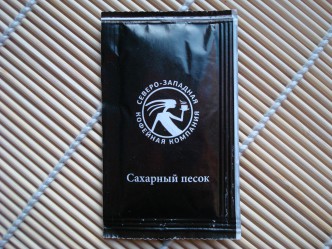 СЕВЕРО-ЗАПАДНАЯ
КОФЕЙНАЯ КОМПАНИЯ
Сахарный песок